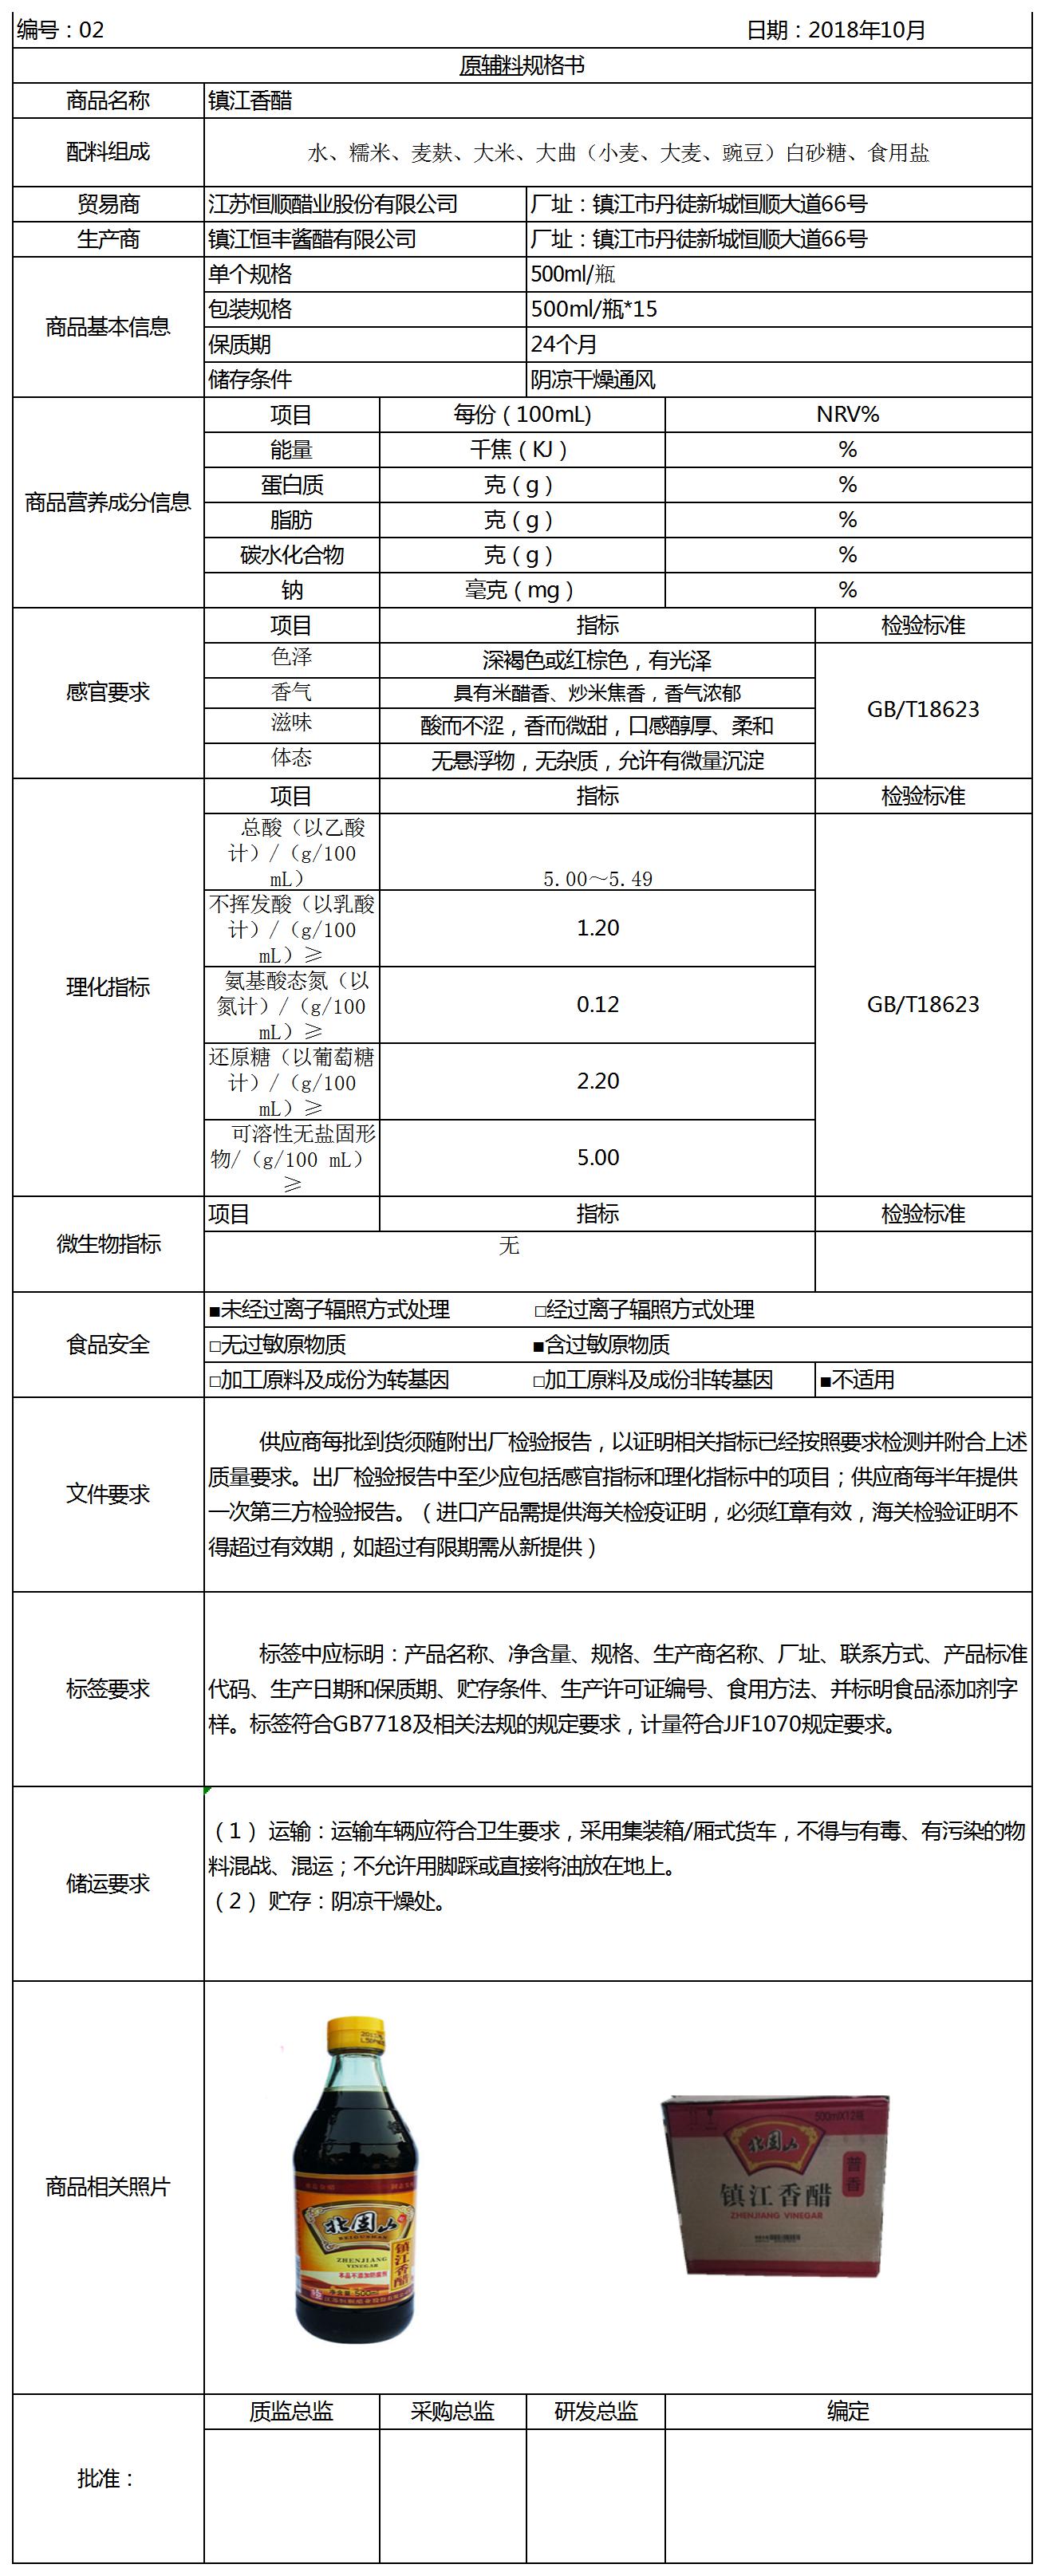 编号：02 日期：2018年10月
原辅料规格书
商品名称 镇江香醋
配料组成 水、糯米、麦麸、大米、大曲（小麦、大麦、豌豆）白砂糖、食用盐
贸易商 江苏恒顺醋业股份有限公司 厂址：镇江市丹徒新城恒顺大道66号
生产商 镇江恒丰酱醋有限公司 厂址：镇江市丹徒新城恒顺大道66号
商品基本信息
单个规格 500ml/瓶
包装规格 500ml/瓶*15
保质期 24个月
储存条件 阴凉干燥通风
商品营养成分信息
项目 每份（100mL) NRV%
能量 千焦（KJ） %
蛋白质 克（g） %
脂肪 克（g） %
碳水化合物 克（g） %
钠 毫克（mg） %
感官要求
项目 指标 检验标准
色泽 深褐色或红棕色，有光泽
香气 具有米醋香、炒米焦香，香气浓郁
滋味 酸而不涩，香而微甜，口感醇厚、柔和
体态 无悬浮物，无杂质，允许有微量沉淀
GB/T18623
理化指标
项目 指标 检验标准
总酸（以乙酸
计）/（g/100
mL） 5.00～5.49
不挥发酸（以乳酸
计）/（g/100
mL）≥ 1.20
氨基酸态氮（以
氮计）/（g/100
mL）≥ 0.12
还原糖（以葡萄糖
计）/（g/100
mL）≥ 2.20
可溶性无盐固形
物/（g/100 mL）
≥ 5.00
GB/T18623
微生物指标
项目 指标 检验标准
无
食品安全
■未经过离子辐照方式处理 □经过离子辐照方式处理
□无过敏原物质 ■含过敏原物质
□加工原料及成份为转基因 □加工原料及成份非转基因 ■不适用
文件要求
供应商每批到货须随附出厂检验报告，以证明相关指标已经按照要求检测并附合上述
质量要求。出厂检验报告中至少应包括感官指标和理化指标中的项目；供应商每半年提供
一次第三方检验报告。（进口产品需提供海关检疫证明，必须红章有效，海关检验证明不
得超过有效期，如超过有限期需从新提供）
标签要求
标签中应标明：产品名称、净含量、规格、生产商名称、厂址、联系方式、产品标准
代码、生产日期和保质期、贮存条件、生产许可证编号、食用方法、并标明食品添加剂字
样。标签符合GB7718及相关法规的规定要求，计量符合JJF1070规定要求。
储运要求
（1） 运输：运输车辆应符合卫生要求，采用集装箱/厢式货车，不得与有毒、有污染的物
料混战、混运；不允许用脚踩或直接将油放在地上。
（2） 贮存：阴凉干燥处。
商品相关照片
北固山
ZHENJIANG
VINEGAR
镇江香醋
本品不添加防腐剂
净含量:500ml
500mlX12瓶
北固山
普香
镇江香醋
ZHENJIANG VINEGAR
批准：
质监总监 采购总监 研发总监 编定